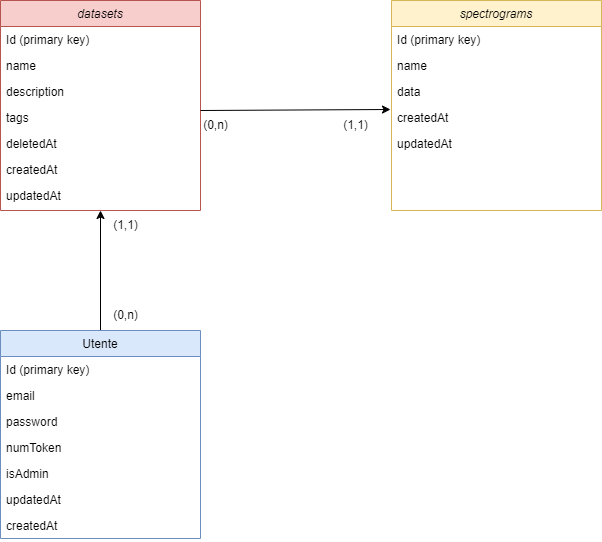 datasets
Id (primary key)
name
description
tags
deletedAt
createdAt
updatedAt
spectrograms
Id (primary key)
name
data
createdAt
updatedAt
(0,n)
(1,1)
(1,1)
(0,n)
Utente
Id (primary key)
email
password
numToken
isAdmin
updatedAt
createdAt